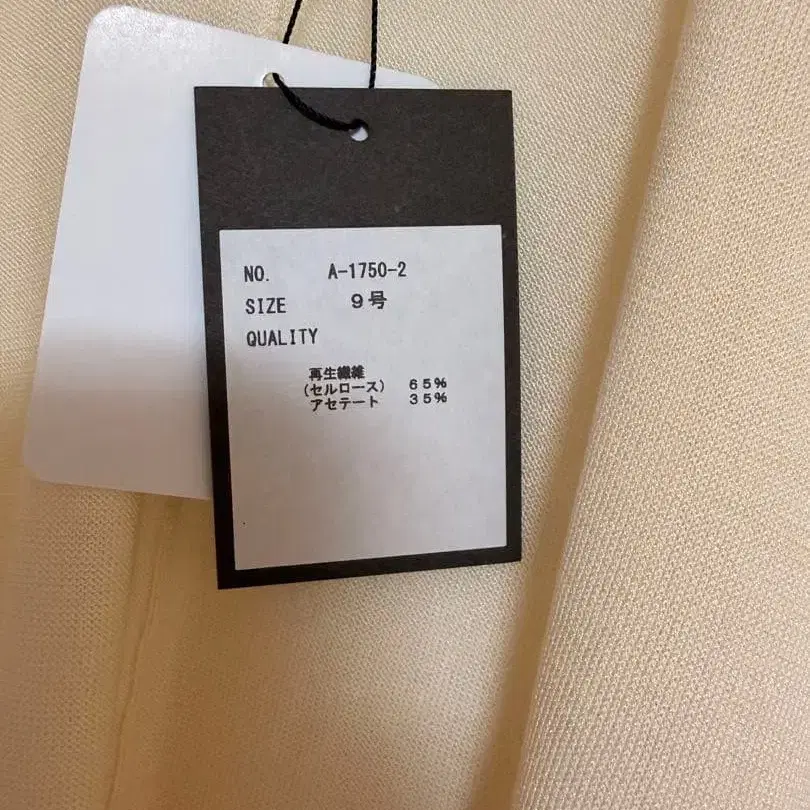 NO. A-1750-2
SIZE 9号
QUALITY
再生繊維
(セルロース) 65%
アセテート 35%